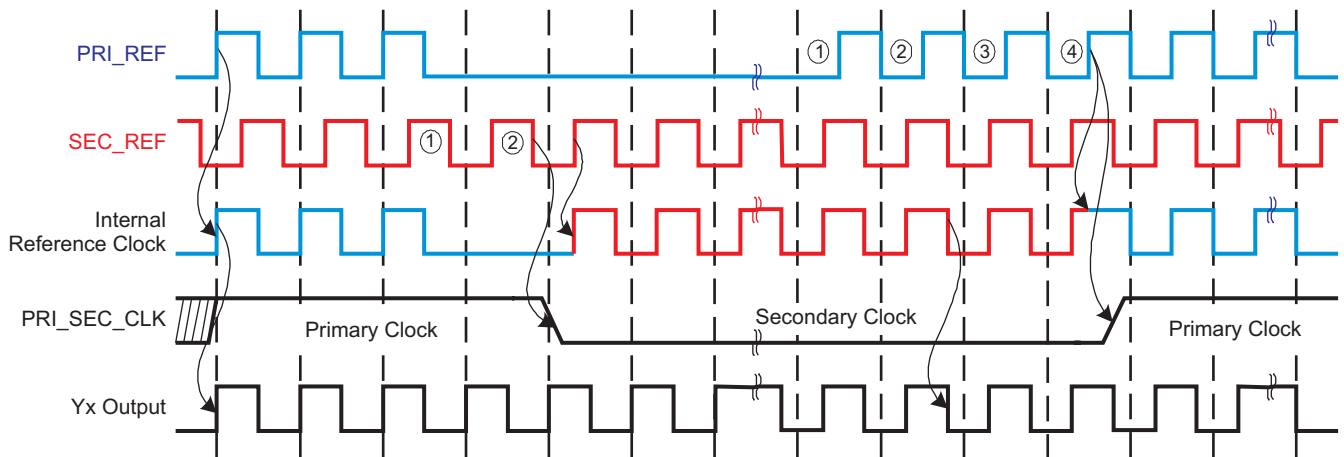 PRI_REF
① ② ③ ④
SEC_REF
① ②
Internal
Reference Clock
PRI_SEC_CLK
Primary Clock
Secondary Clock
Primary Clock
Yx Output